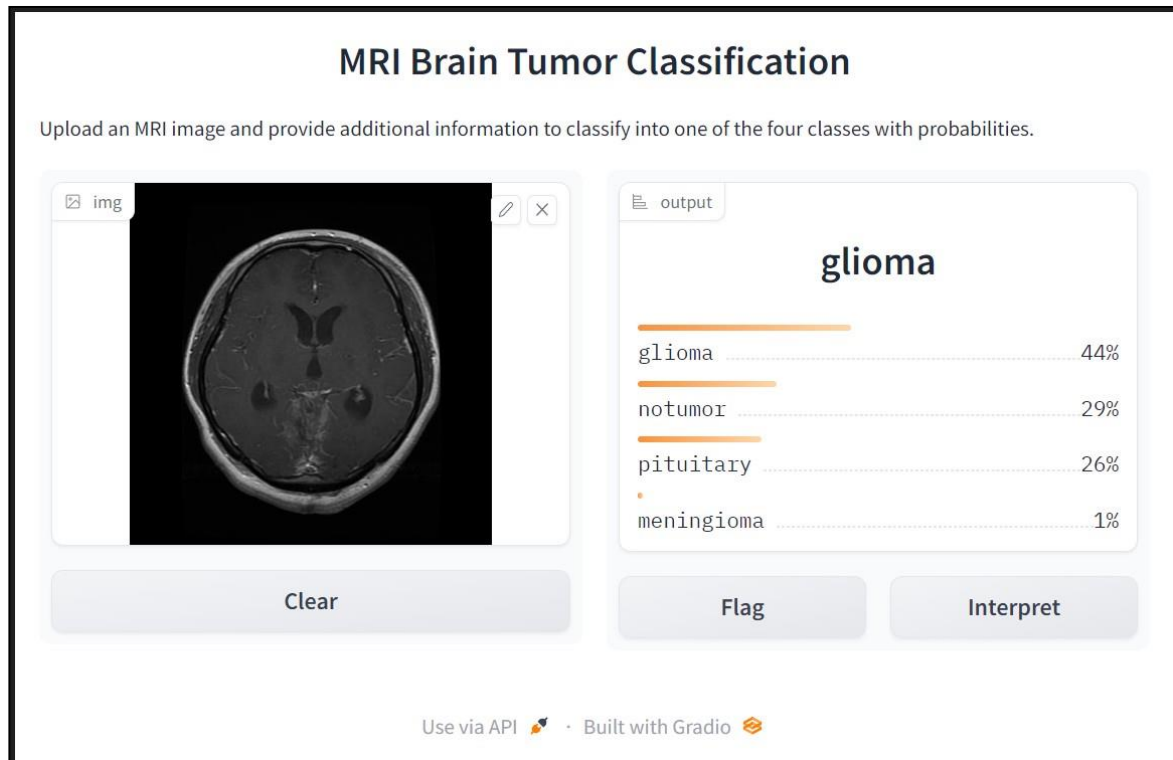 MRI Brain Tumor Classification
Upload an MRI image and provide additional information to classify into one of the four classes with probabilities.
img
output
glioma
glioma 44%
notumor 29%
pituitary 26%
meningioma 1%
Clear
Flag
Interpret
Use via API · Built with Gradio